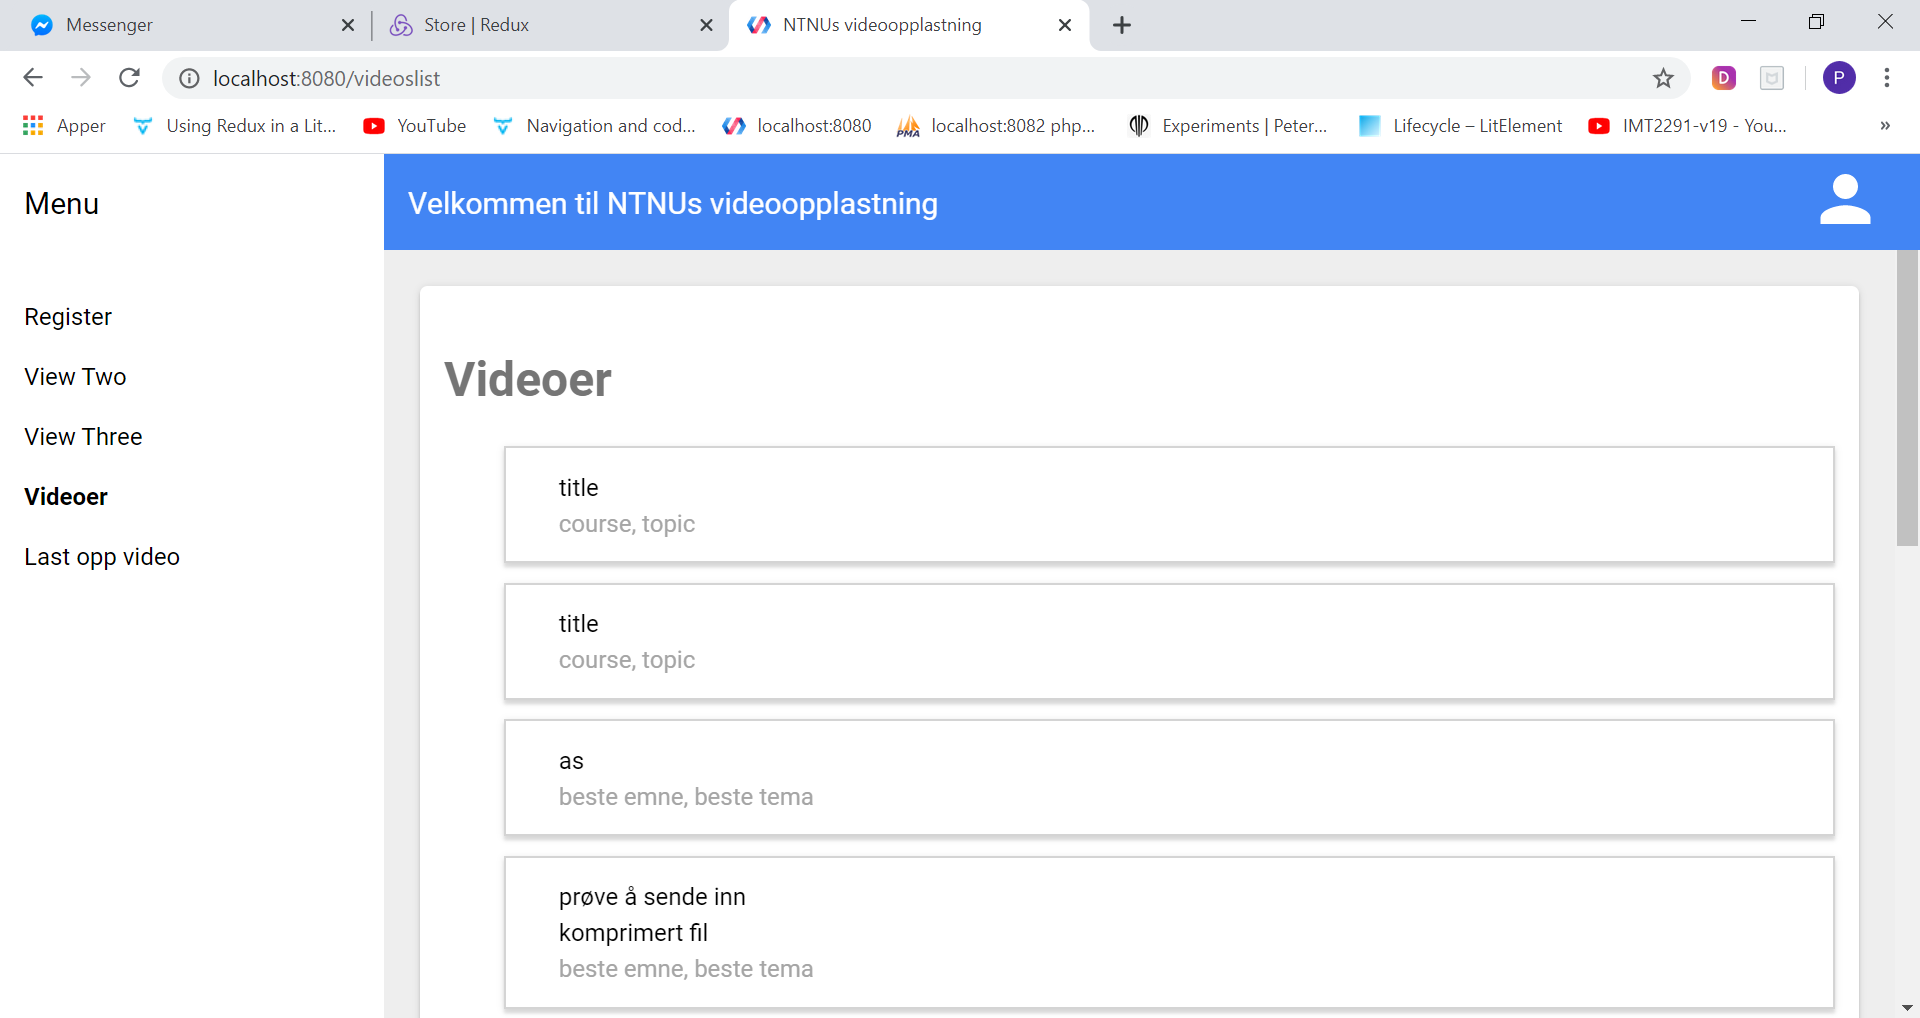 Messenger
Store | Redux
NTNUs videoopplastning
localhost:8080/videoslist
D
P
Apper
Using Redux in a Lit...
YouTube
Navigation and cod...
localhost:8080
PMA
localhost:8082 php...
Experiments | Peter...
Lifecycle – LitElement
IMT2291-v19 - You...
»
Menu
Velkommen til NTNUs videoopplastning
Register
View Two
View Three
Videoer
Last opp video
Videoer
title
course, topic
title
course, topic
as
beste emne, beste tema
prøve å sende inn
komprimert fil
beste emne, beste tema